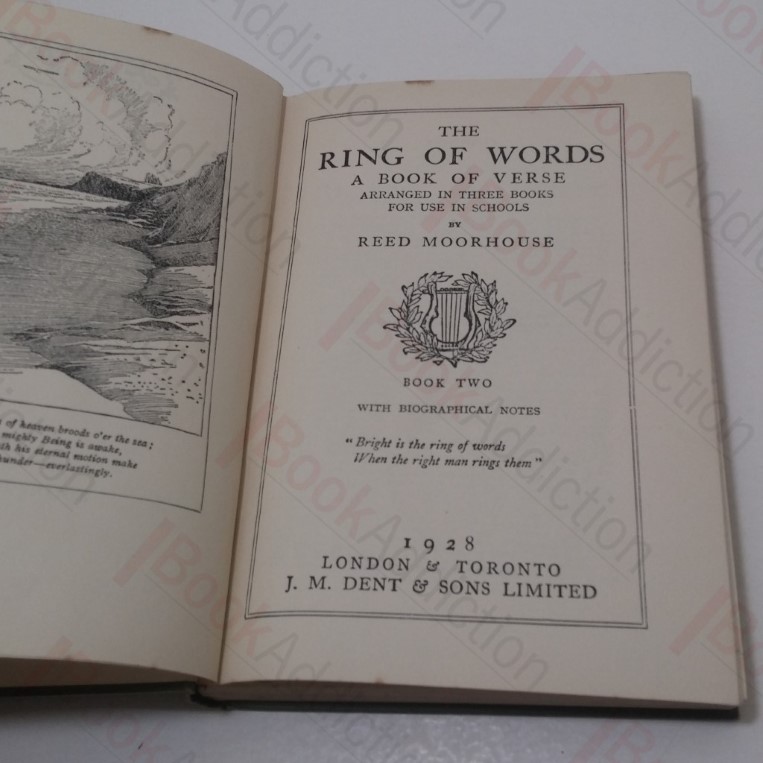 of heaven broods o'er the sea;
mighty Being is awake,
his eternal motion make
—everlastingly.
THE
RING OF WORDS
A BOOK OF VERSE
ARRANGED IN THREE BOOKS
FOR USE IN SCHOOLS
BY
REED MOORHOUSE
BOOK TWO
WITH BIOGRAPHICAL NOTES
"Bright is the ring of words
When the right man rings them"
1928
LONDON & TORONTO
J. M. DENT & SONS LIMITED
BookAddiction